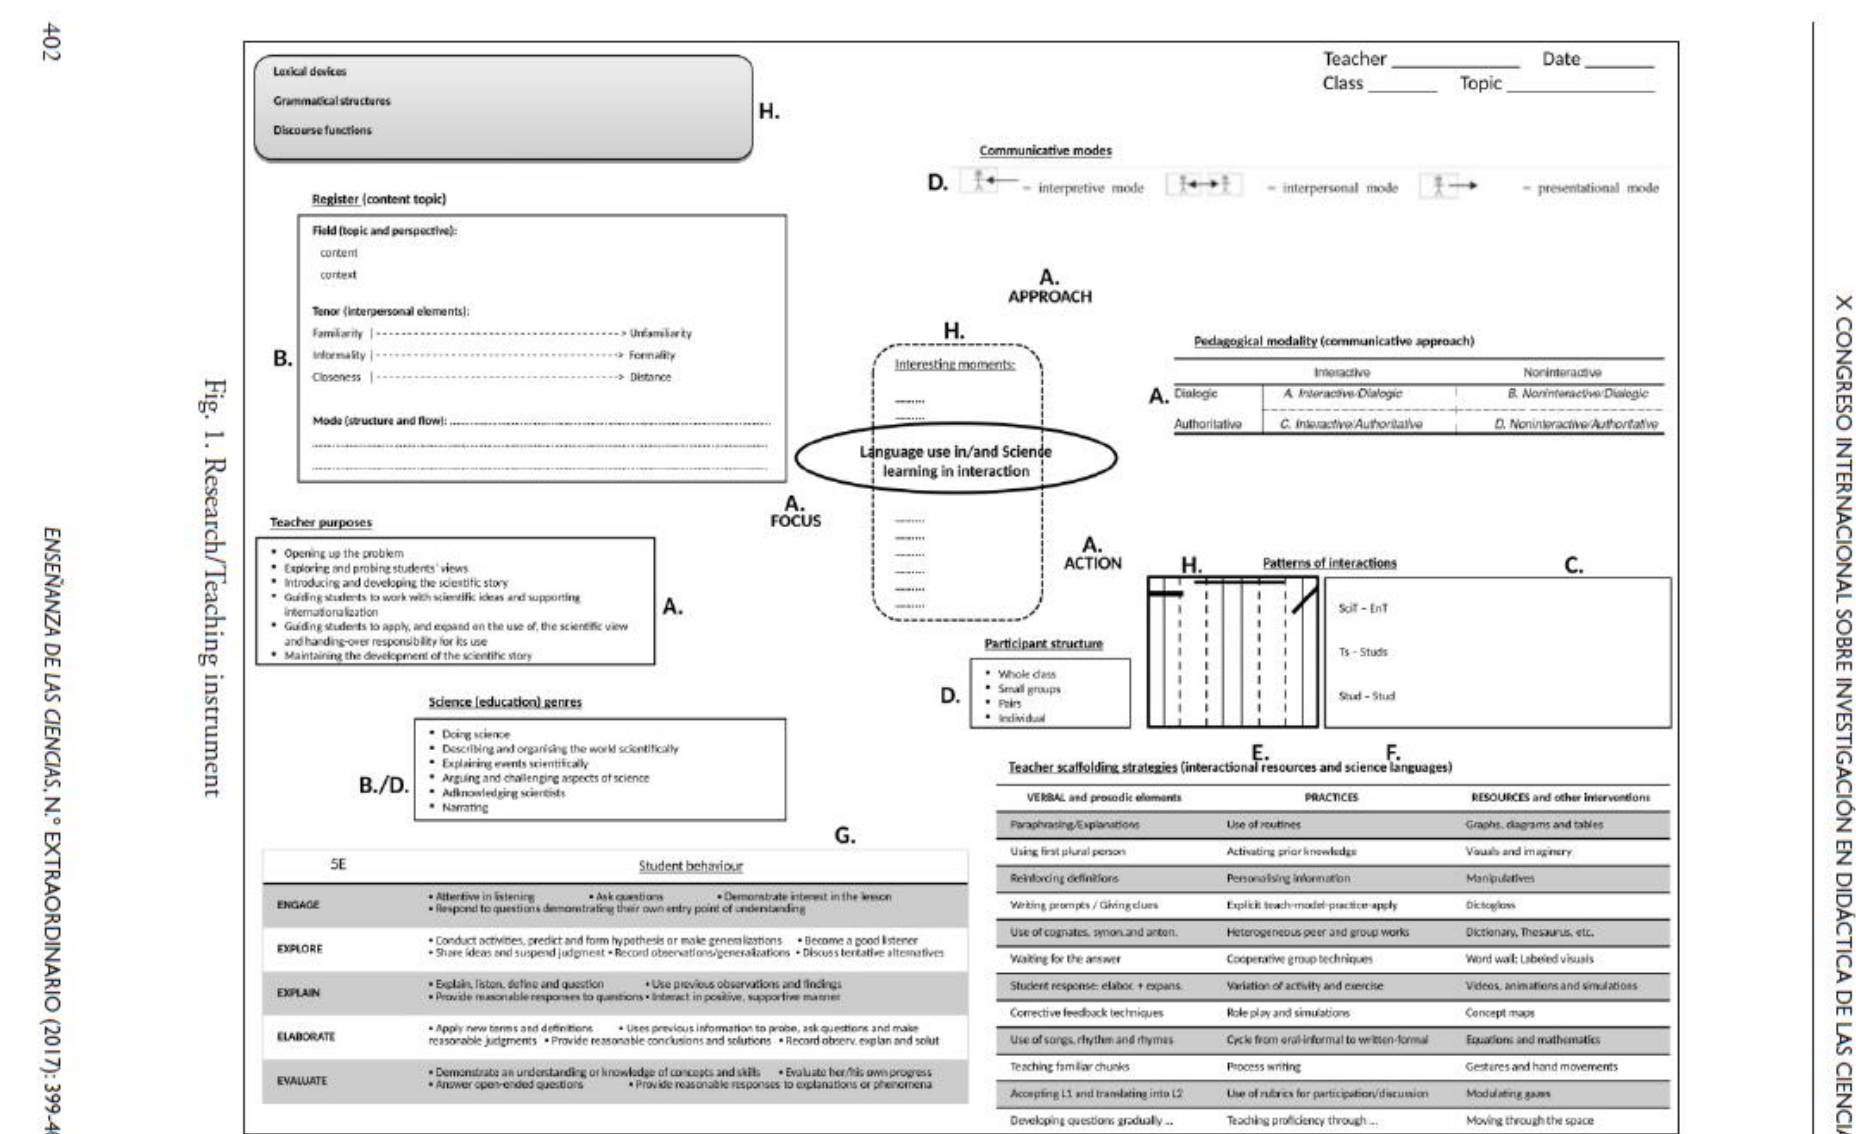 402
ENSEÑANZA DE LAS CIENCIAS, N.º EXTRAORDINARIO (2017): 399-4
Fig. 1. Research/Teaching instrument
X CONGRESO INTERNACIONAL SOBRE INVESTIGACIÓN EN DIDÁCTICA DE LAS CIENCIA
Teacher ____ Date ____
Class ____ Topic ____
Lexical devices
Grammatical structures
Discourse functions
H.
Communicative modes
D.
= interpretive mode
= interpersonal mode
= presentational mode
Register (content topic)
B.
Field (topic and perspective):
content
context
Tenor (interpersonal elements):
Familiarity |-----> Unfamiliarity
Informality |-----> Formality
Closeness |-----> Distance
Mode (structure and flow): ..........
A.
APPROACH
H.
Interesting moments:
Language use in/and Science
learning in interaction
Pedagogical modality (communicative approach)
A.
Interactive Noninteractive
Dialogic A. Interactive/Dialogic B. Noninteractive/Dialogic
Authoritative C. Interactive/Authoritative D. Noninteractive/Authoritative
A.
FOCUS
A.
ACTION
Teacher purposes
• Opening up the problem
• Exploring and probing students' views
• Introducing and developing the scientific story
• Guiding students to work with scientific ideas and supporting
internationalization
• Guiding students to apply, and expand on the use of, the scientific view
and handing-over responsibility for its use
• Maintaining the development of the scientific story
A.
H.
Patterns of interactions
C.
SciT – EnT
Ts – Studs
Stud – Stud
Participant structure
D.
• Whole class
• Small groups
• Pairs
• Individual
Science (education) genres
B./D.
• Doing science
• Describing and organising the world scientifically
• Explaining events scientifically
• Arguing and challenging aspects of science
• Adknowledging scientists
• Narrating
E. F.
Teacher scaffolding strategies (interactional resources and science languages)
VERBAL and prosodic elements PRACTICES RESOURCES and other interventions
Paraphrasing/Explanations Use of routines Graphs, diagrams and tables
Using first plural person Activating prior knowledge Visuals and imaginery
Reinforcing definitions Personalising information Manipulatives
Writing prompts / Giving clues Explicit teach-model-practice-apply Dictogloss
Use of cognates, synon.and anton. Heterogeneous peer and group works Dictionary, Thesaurus, etc.
Waiting for the answer Cooperative group techniques Word wall; Labeled visuals
Student response: elabor. + expans. Variation of activity and exercise Videos, animations and simulations
Corrective feedback techniques Role play and simulations Concept maps
Use of songs, rhythm and rhymes Cycle from oral-informal to written-formal Equations and mathematics
Teaching familiar chunks Process writing Gestures and hand movements
Accepting L1 and translating into L2 Use of rubrics for participation/discussion Modulating gazes
Developing questions gradually ... Teaching proficiency through ... Moving through the space
G.
5E Student behaviour
ENGAGE
• Attentive in listening • Ask questions • Demonstrate interest in the lesson
• Respond to questions demonstrating their own entry point of understanding
EXPLORE
• Conduct activities, predict and form hypothesis or make generalizations • Become a good listener
• Share ideas and suspend judgment • Record observations/generalizations • Discuss tentative alternatives
EXPLAIN
• Explain, listen, define and question • Use previous observations and findings
• Provide reasonable responses to questions • Interact in positive, supportive manner
ELABORATE
• Apply new terms and definitions • Uses previous information to probe, ask questions and make
reasonable judgments • Provide reasonable conclusions and solutions • Record observ. explan and solut
EVALUATE
• Demonstrate an understanding or knowledge of concepts and skills • Evaluate her/his own progress
• Answer open-ended questions • Provide reasonable responses to explanations or phenomena